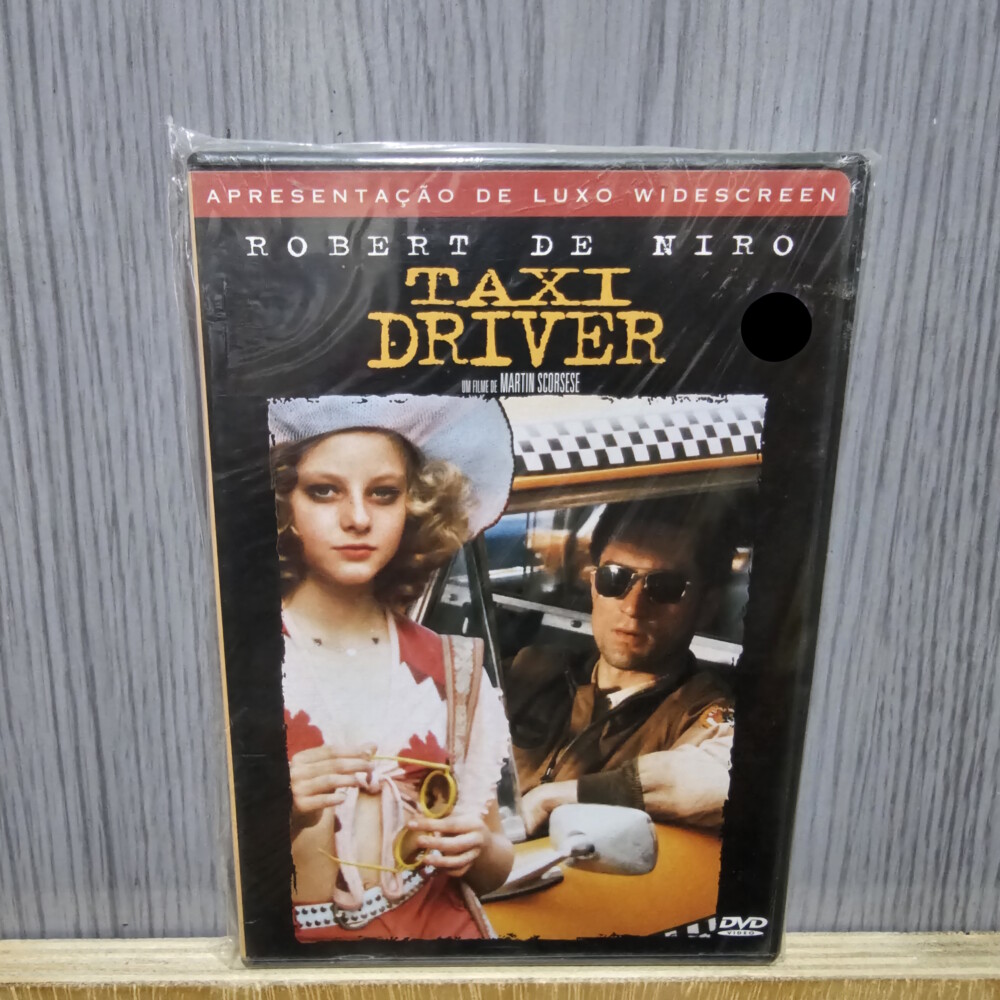 APRESENTAÇÃO DE LUXO WIDESCREEN
ROBERT DE NIRO
TAXI
DRIVER
UM FILME DE MARTIN SCORSESE
DVD
VIDEO